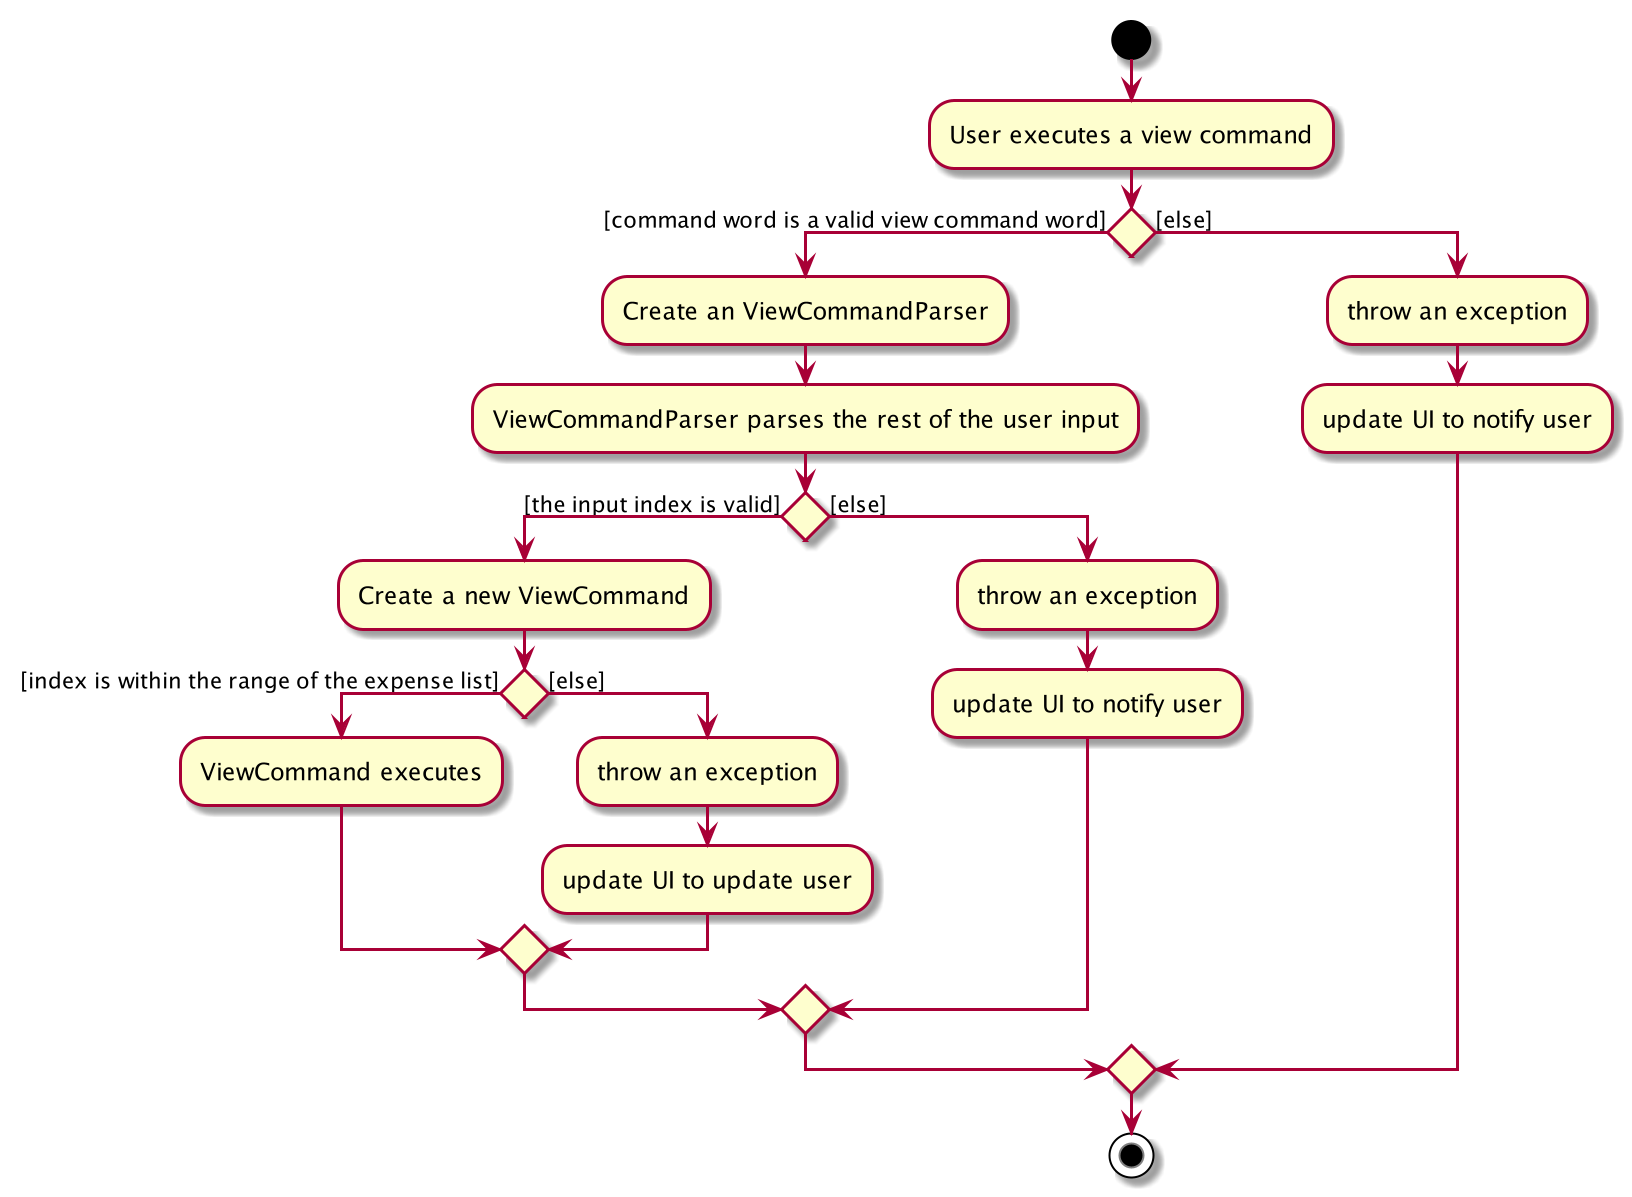 User executes a view command
[command word is a valid view command word]
[else]
Create an ViewCommandParser
throw an exception
ViewCommandParser parses the rest of the user input
update UI to notify user
[the input index is valid]
[else]
Create a new ViewCommand
throw an exception
[index is within the range of the expense list]
[else]
update UI to notify user
ViewCommand executes
throw an exception
update UI to update user